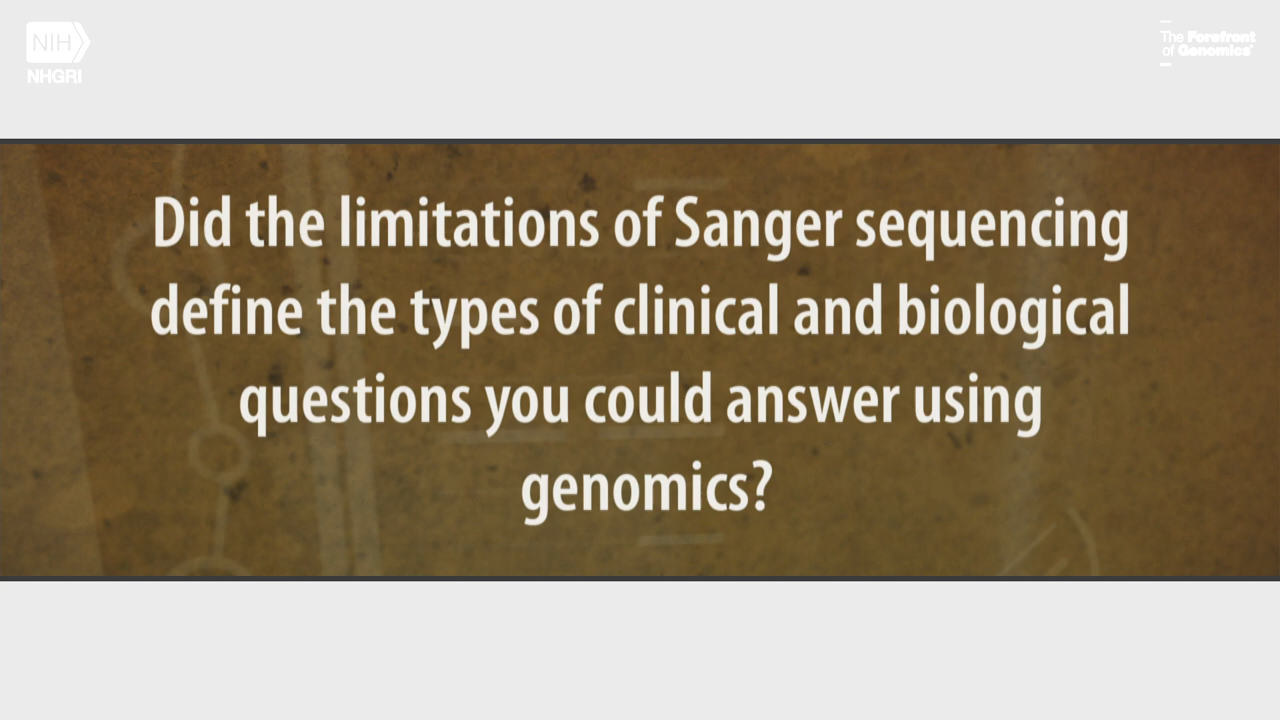 NIH
NHGRI
The Forefront
of Genomics®
Did the limitations of Sanger sequencing
define the types of clinical and biological
questions you could answer using
genomics?